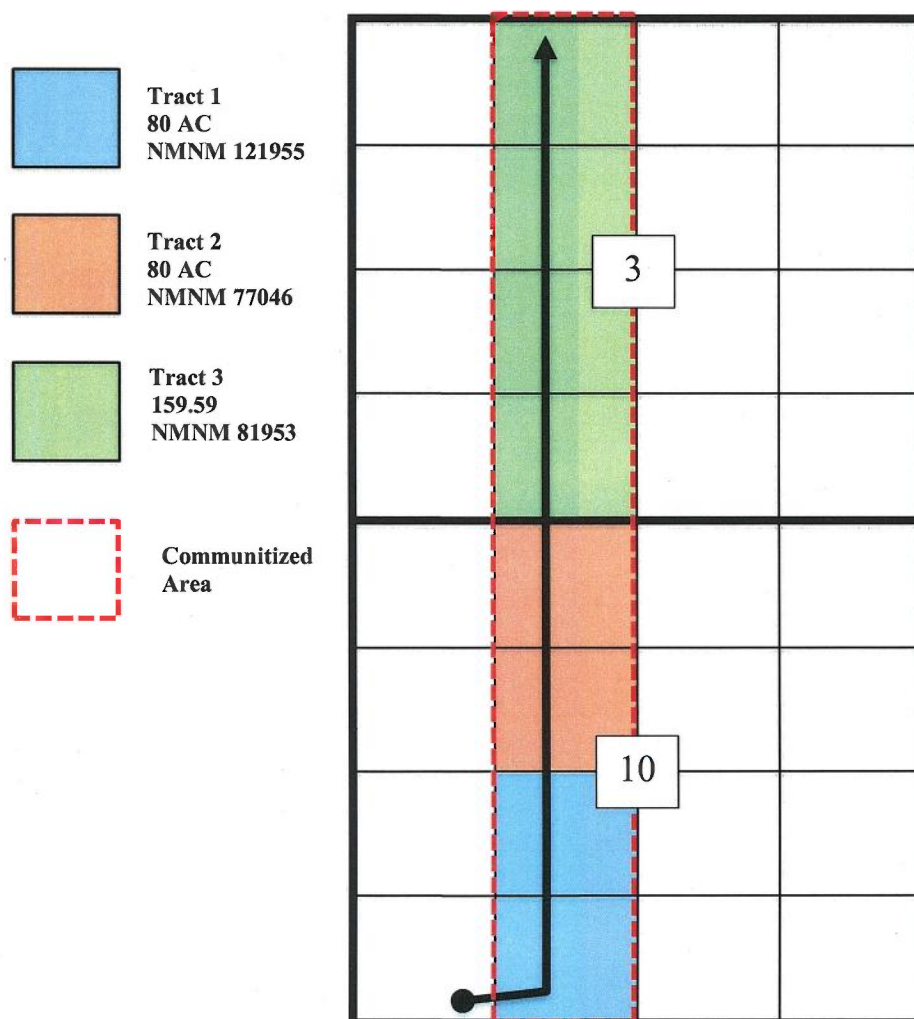 Tract 1
80 AC
NMNM 121955
Tract 2
80 AC
NMNM 77046
Tract 3
159.59
NMNM 81953
Communitized
Area
3
10